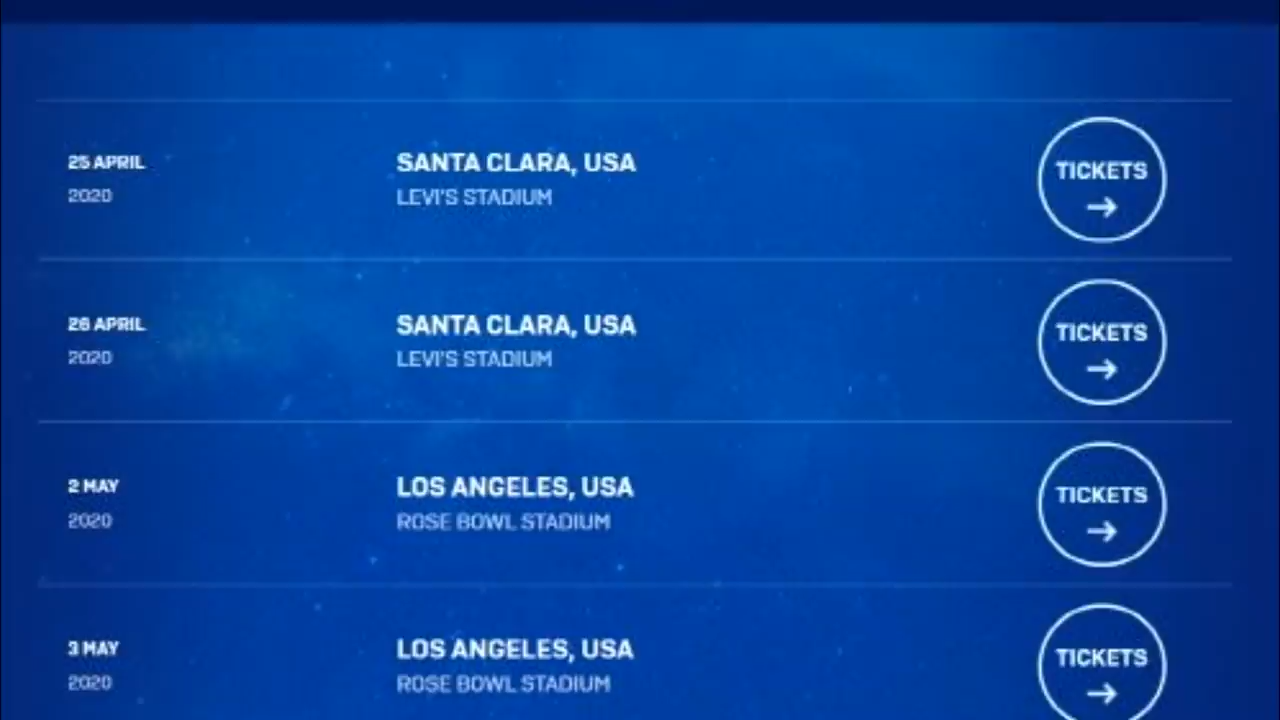 25 APRIL
2020
SANTA CLARA, USA
LEVI'S STADIUM
TICKETS
→
26 APRIL
2020
SANTA CLARA, USA
LEVI'S STADIUM
TICKETS
→
2 MAY
2020
LOS ANGELES, USA
ROSE BOWL STADIUM
TICKETS
→
3 MAY
2020
LOS ANGELES, USA
ROSE BOWL STADIUM
TICKETS
→